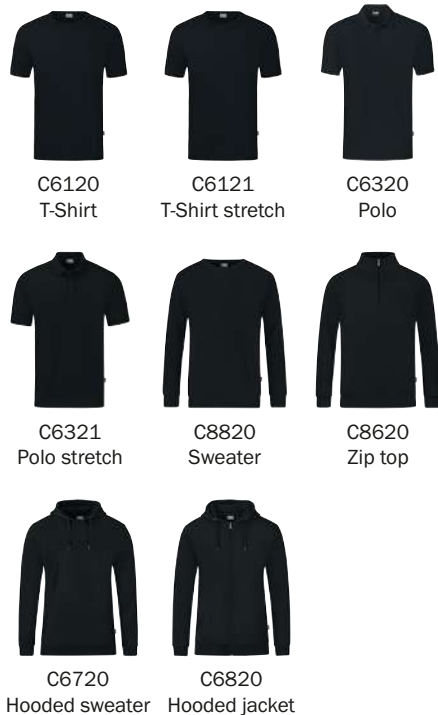 C6120
T-Shirt
C6121
T-Shirt stretch
C6320
Polo
C6321
Polo stretch
C8820
Sweater
C8620
Zip top
C6720
Hooded sweater
C6820
Hooded jacket